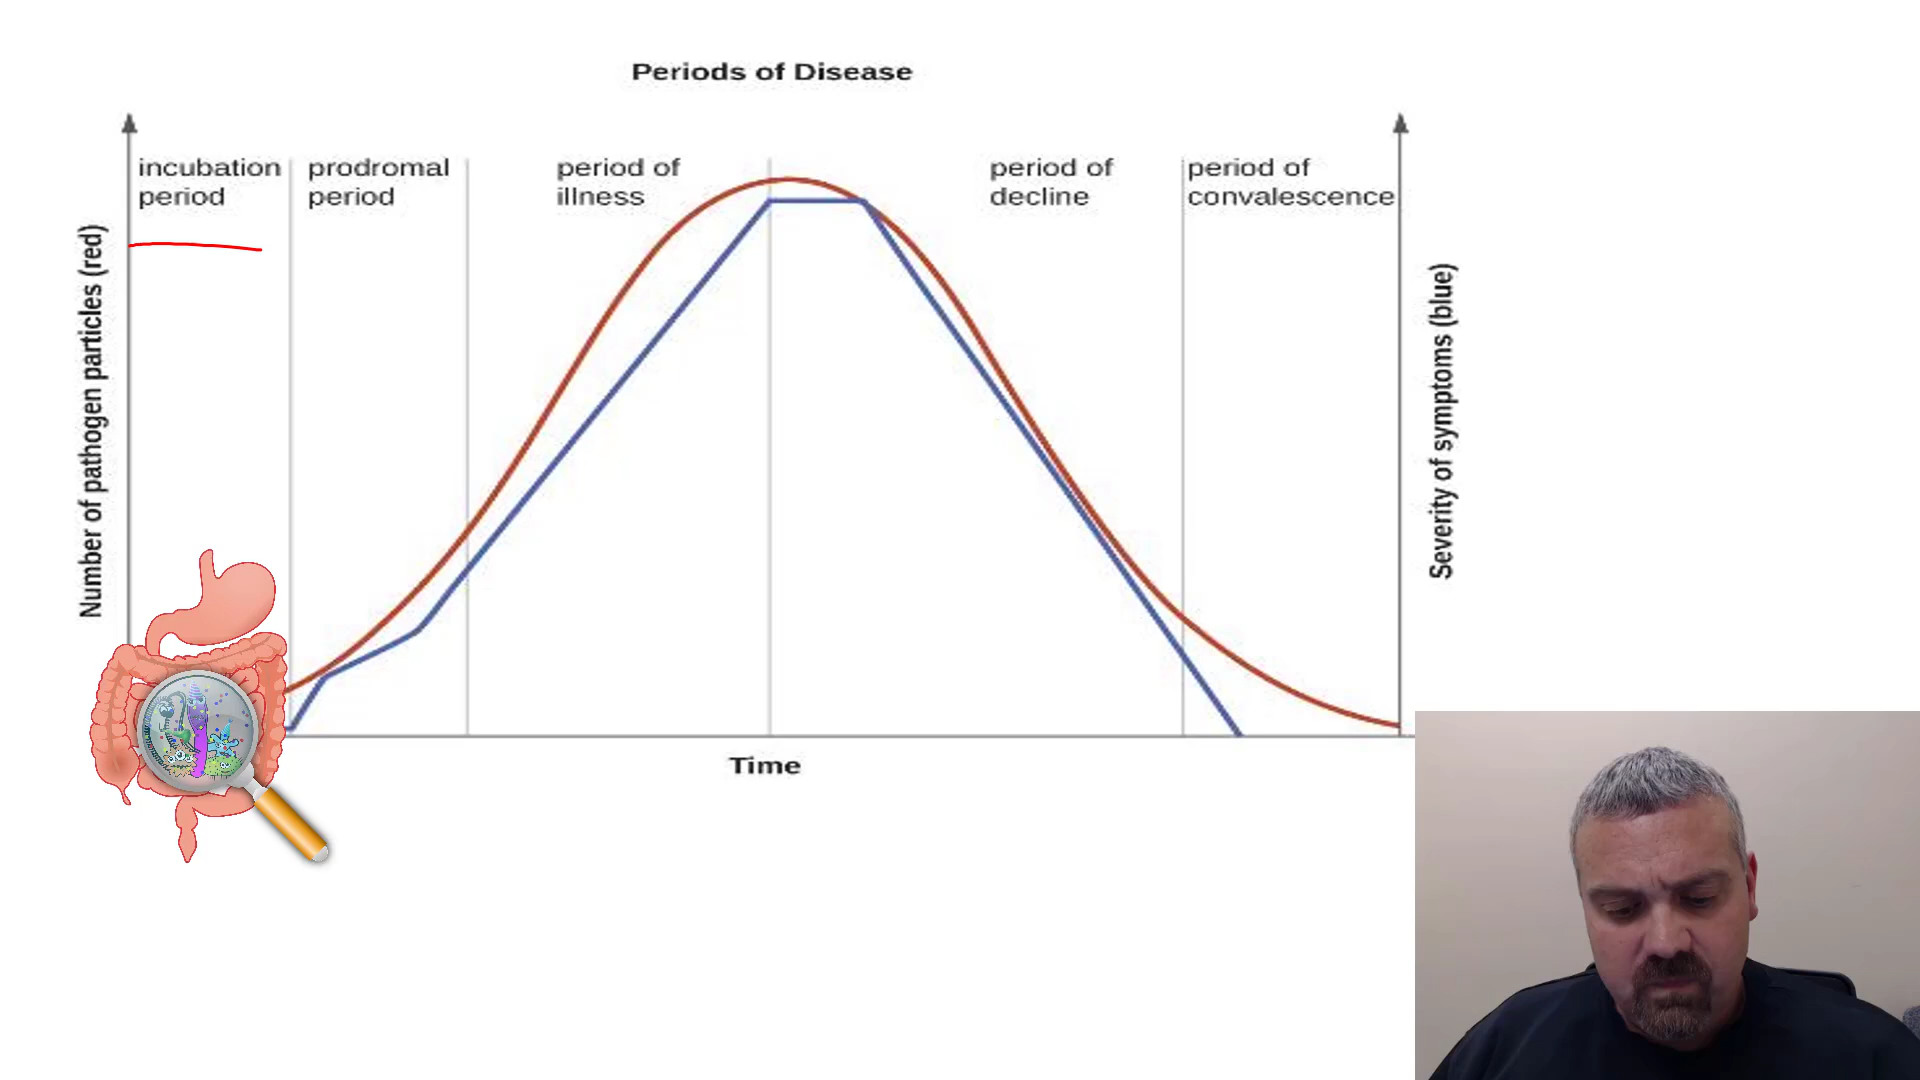 Periods of Disease
incubation
period
prodromal
period
period of
illness
period of
decline
period of
convalescence
Number of pathogen particles (red)
Severity of symptoms (blue)
Time